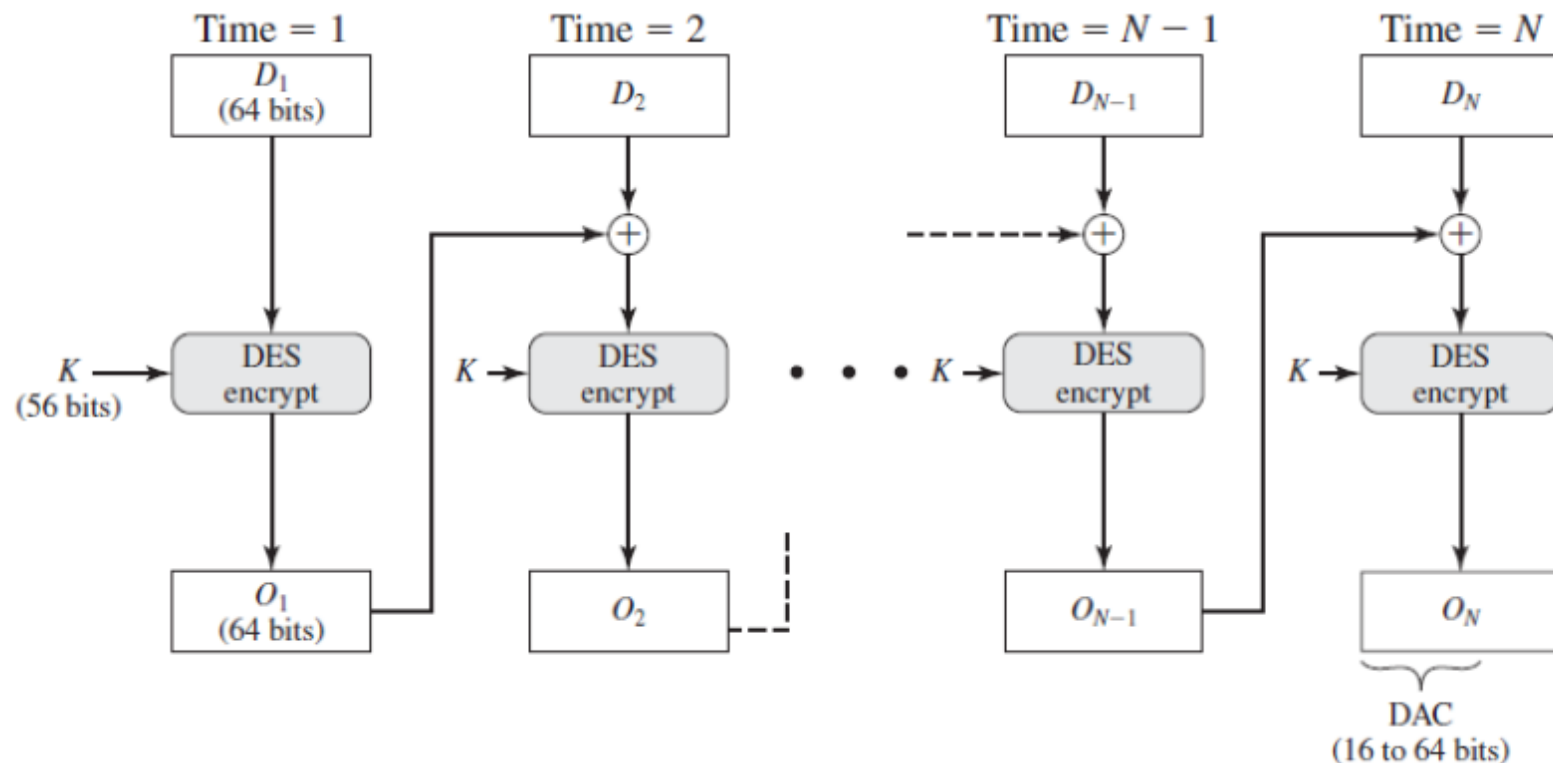 Time = 1
Time = 2
Time = N − 1
Time = N
D₁
(64 bits)
D₂
Dₙ₋₁
Dₙ
+
+
+
K
(56 bits)
DES
encrypt
K
DES
encrypt
• • •
K
DES
encrypt
K
DES
encrypt
O₁
(64 bits)
O₂
Oₙ₋₁
Oₙ
DAC
(16 to 64 bits)